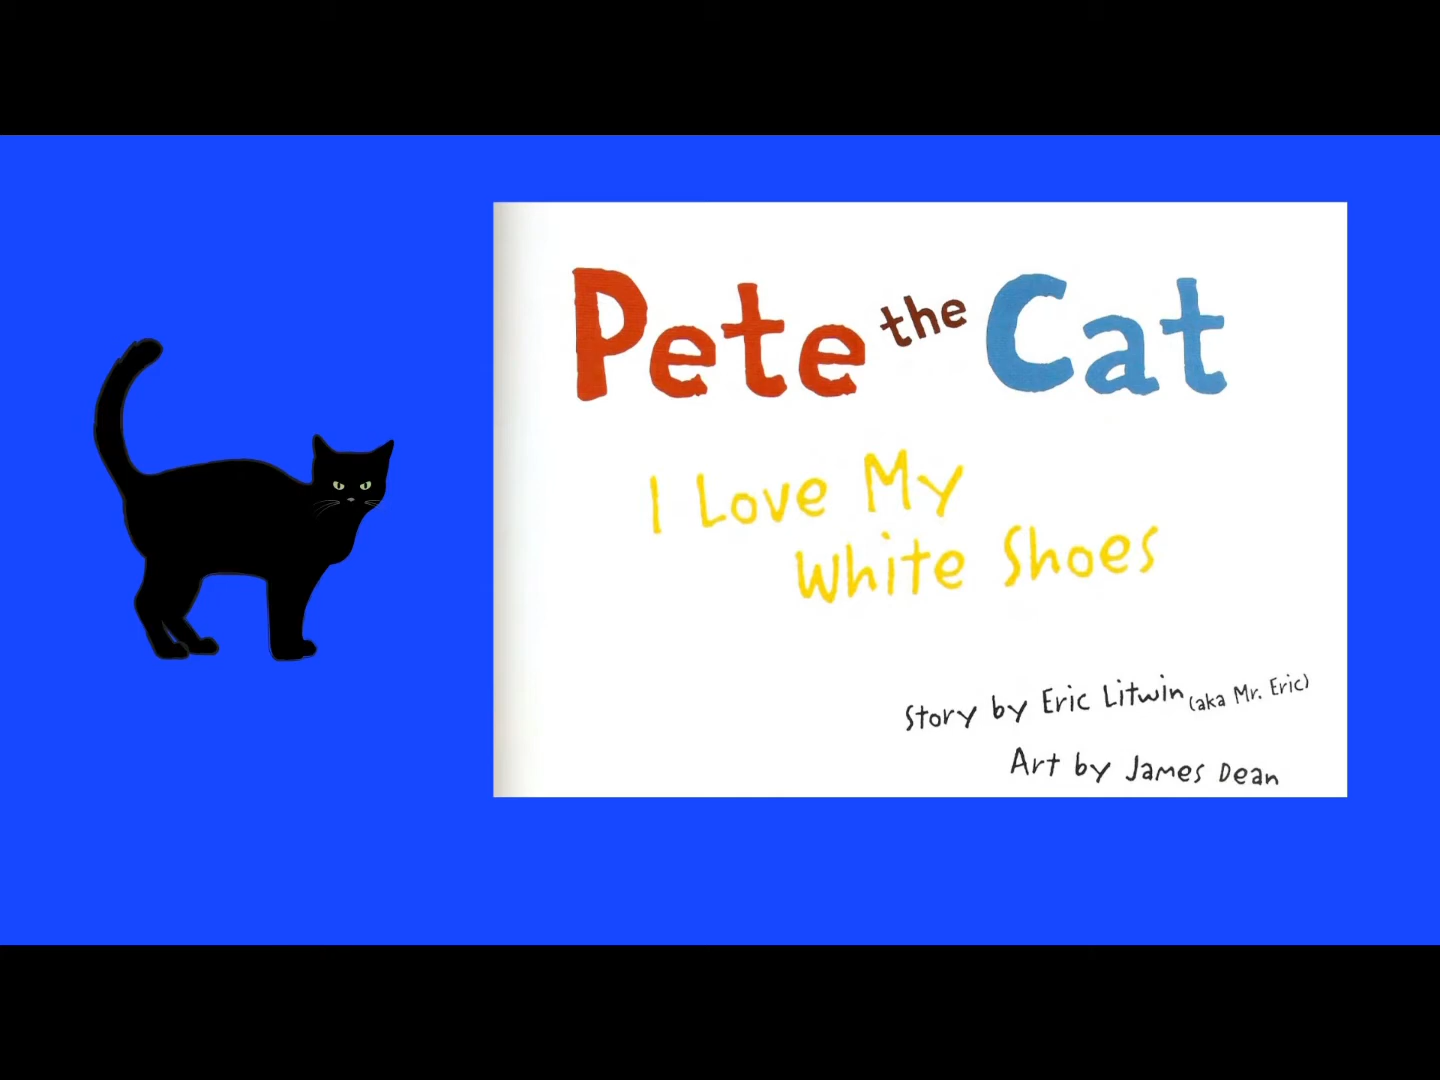 Pete the Cat
I Love My
White Shoes
Story by Eric Litwin (aka Mr. Eric)
Art by James Dean